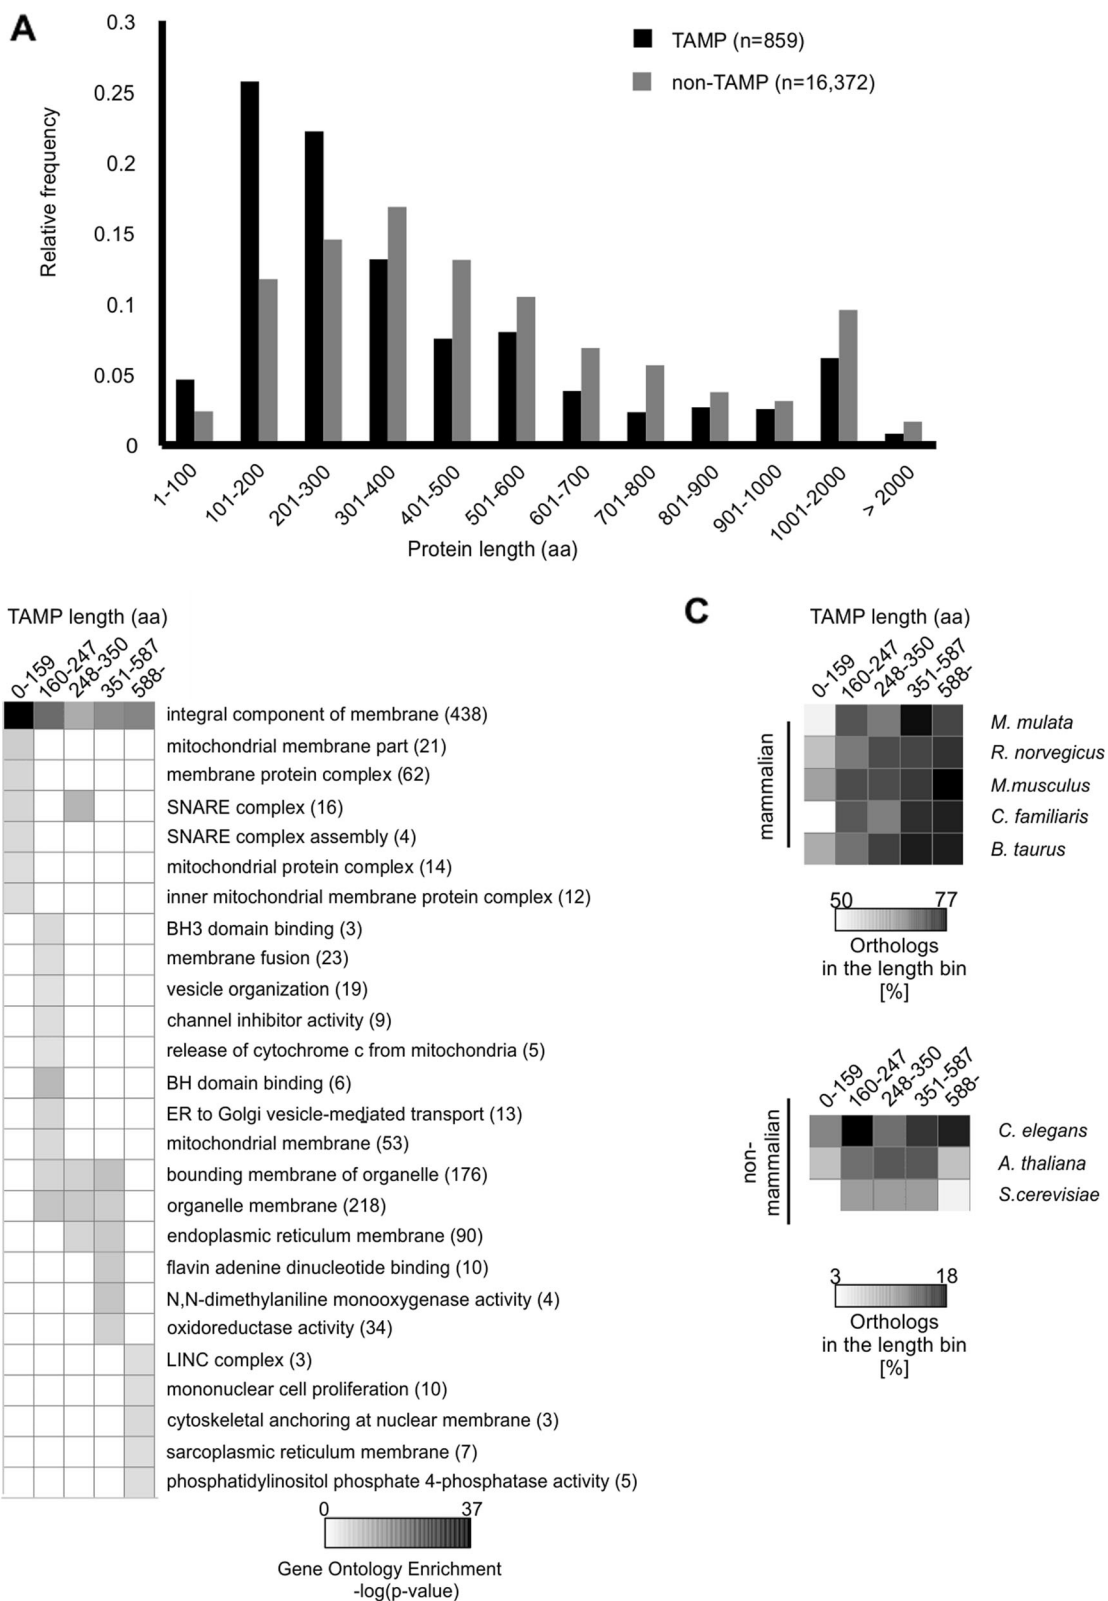 A
0.3
0.25
0.2
0.15
0.1
0.05
0
Relative frequency
TAMP (n=859)
non-TAMP (n=16,372)
1-100
101-200
201-300
301-400
401-500
501-600
601-700
701-800
801-900
901-1000
1001-2000
> 2000
Protein length (aa)
TAMP length (aa)
0-159
160-247
248-350
351-587
588-
integral component of membrane (438)
mitochondrial membrane part (21)
membrane protein complex (62)
SNARE complex (16)
SNARE complex assembly (4)
mitochondrial protein complex (14)
inner mitochondrial membrane protein complex (12)
BH3 domain binding (3)
membrane fusion (23)
vesicle organization (19)
channel inhibitor activity (9)
release of cytochrome c from mitochondria (5)
BH domain binding (6)
ER to Golgi vesicle-mediated transport (13)
mitochondrial membrane (53)
bounding membrane of organelle (176)
organelle membrane (218)
endoplasmic reticulum membrane (90)
flavin adenine dinucleotide binding (10)
N,N-dimethylaniline monooxygenase activity (4)
oxidoreductase activity (34)
LINC complex (3)
mononuclear cell proliferation (10)
cytoskeletal anchoring at nuclear membrane (3)
sarcoplasmic reticulum membrane (7)
phosphatidylinositol phosphate 4-phosphatase activity (5)
0 37
Gene Ontology Enrichment
-log(p-value)
C
TAMP length (aa)
0-159
160-247
248-350
351-587
588-
mammalian
M. mulata
R. norvegicus
M.musculus
C. familiaris
B. taurus
50 77
Orthologs
in the length bin
[%]
0-159
160-247
248-350
351-587
588-
non-
mammalian
C. elegans
A. thaliana
S.cerevisiae
3 18
Orthologs
in the length bin
[%]